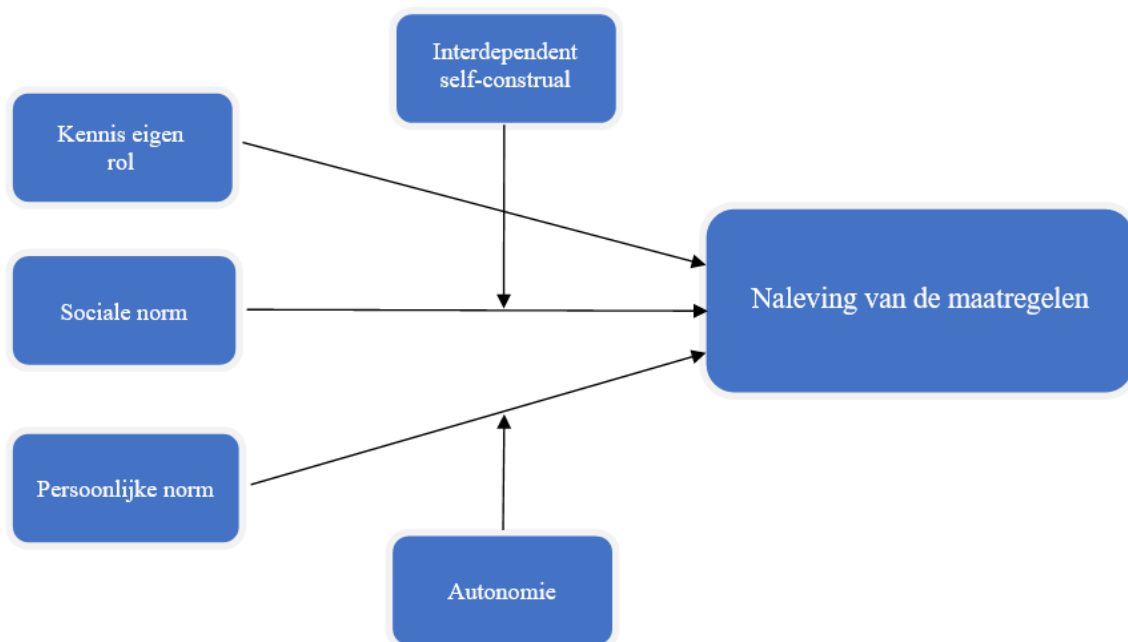 Interdependent
self-construal
Kennis eigen
rol
Sociale norm
Naleving van de maatregelen
Persoonlijke norm
Autonomie